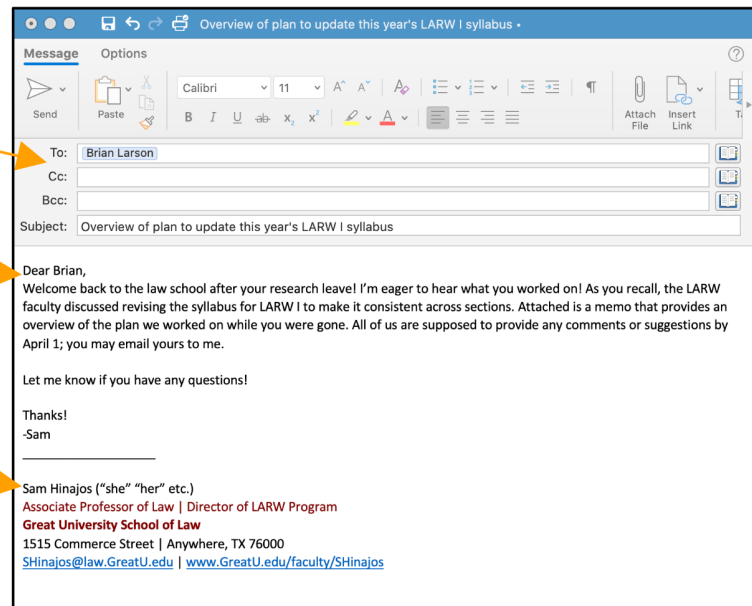 Overview of plan to update this year's LARW I syllabus •
Message Options
Calibri 11 A^ Aˇ A
Send Paste B I U ab x₂ x² A Attach File Insert Link
To: Brian Larson
Cc:
Bcc:
Subject: Overview of plan to update this year's LARW I syllabus
Dear Brian,
Welcome back to the law school after your research leave! I'm eager to hear what you worked on! As you recall, the LARW
faculty discussed revising the syllabus for LARW I to make it consistent across sections. Attached is a memo that provides an
overview of the plan we worked on while you were gone. All of us are supposed to provide any comments or suggestions by
April 1; you may email yours to me.
Let me know if you have any questions!
Thanks!
-Sam
Sam Hinajos (“she” “her” etc.)
Associate Professor of Law | Director of LARW Program
Great University School of Law
1515 Commerce Street | Anywhere, TX 76000
SHinajos@law.GreatU.edu | www.GreatU.edu/faculty/SHinajos